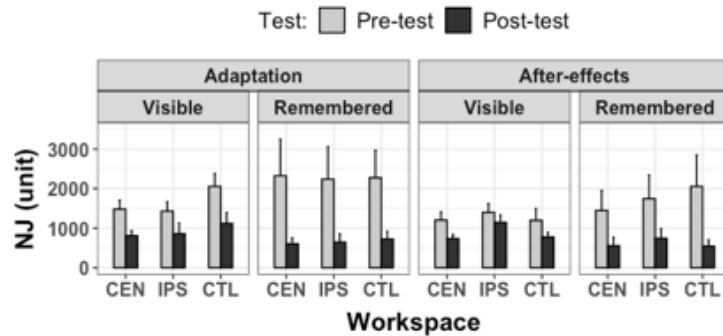 Test: Pre-test Post-test
Adaptation After-effects
Visible Remembered Visible Remembered
NJ (unit)
3000
2000
1000
0
CEN IPS CTL CEN IPS CTL CEN IPS CTL CEN IPS CTL
Workspace